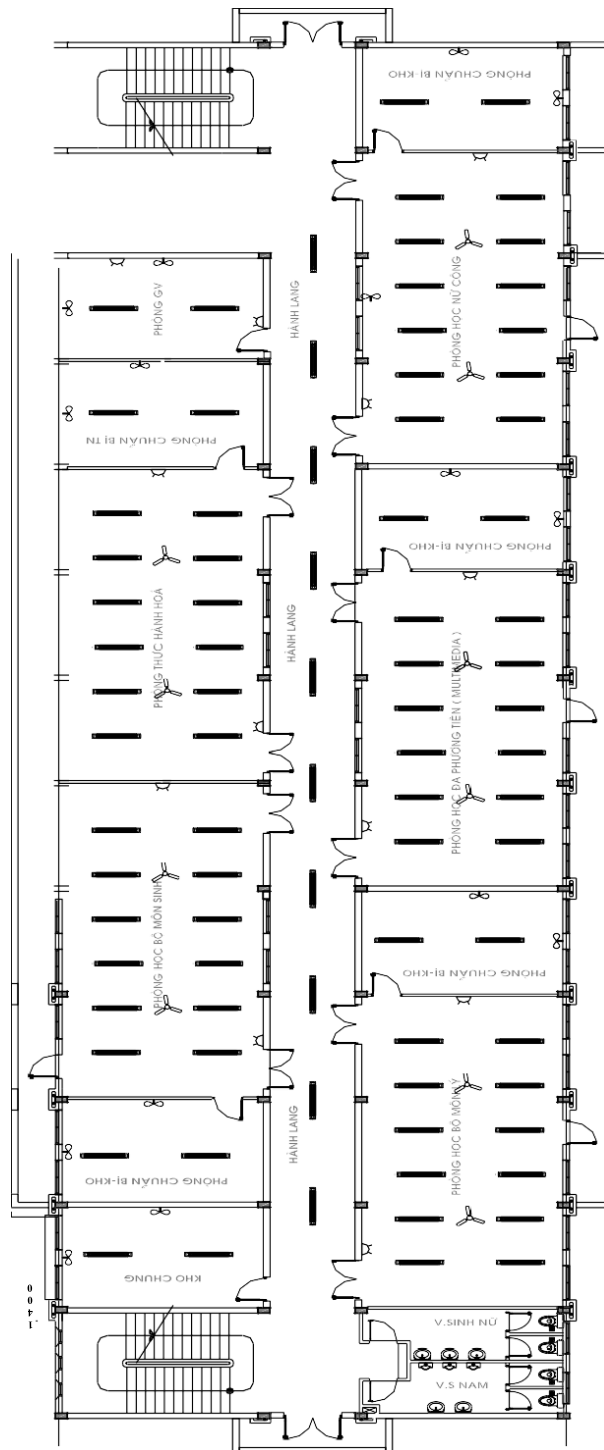 PHÒNG CHUẨN BỊ-KHO
PHÒNG HỌC NỮ CÔNG
PHÒNG GV
HÀNH LANG
PHÒNG CHUẨN BỊ TN
PHÒNG CHUẨN BỊ-KHO
PHÒNG THỰC HÀNH HOÁ
HÀNH LANG
PHÒNG HỌC ĐA PHƯƠNG TIỆN ( MULTIMEDIA )
PHÒNG HỌC BỘ MÔN SINH
PHÒNG CHUẨN BỊ-KHO
PHÒNG HỌC BỘ MÔN LÝ
HÀNH LANG
PHÒNG CHUẨN BỊ-KHO
KHO CHUNG
V.SINH NỮ
V.S NAM